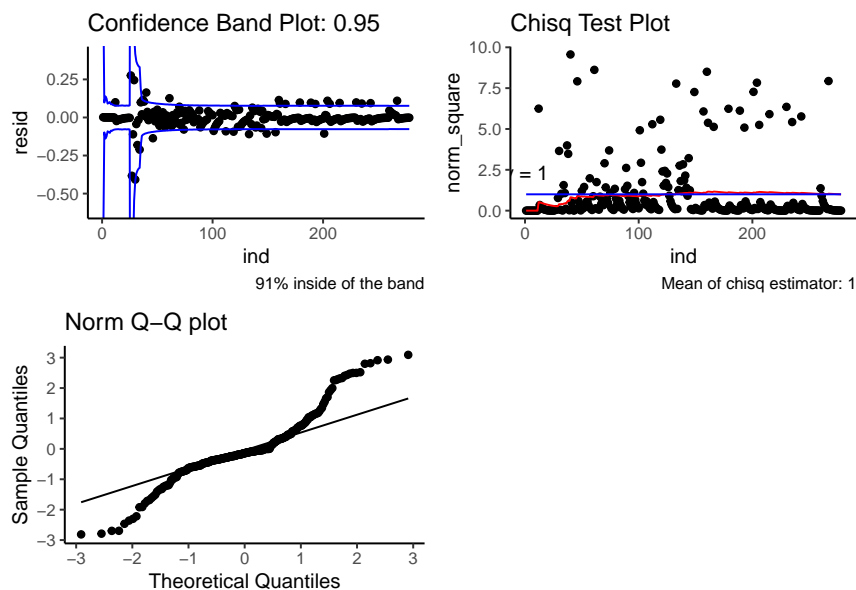 Confidence Band Plot: 0.95
resid
0.25
0.00
−0.25
−0.50
0 100 200
ind
91% inside of the band
Chisq Test Plot
norm_square
10.0
7.5
5.0
2.5
0.0
= 1
0 100 200
ind
Mean of chisq estimator: 1
Norm Q−Q plot
Sample Quantiles
3
2
1
0
−1
−2
−3
−3 −2 −1 0 1 2 3
Theoretical Quantiles